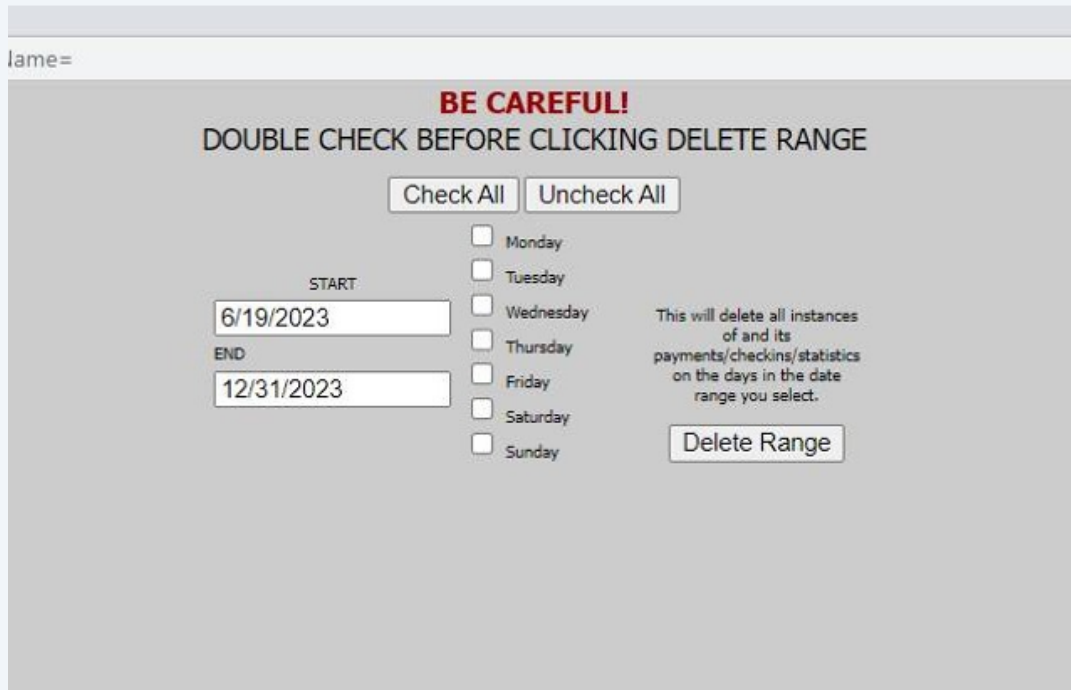 Name=
BE CAREFUL!
DOUBLE CHECK BEFORE CLICKING DELETE RANGE
Check All Uncheck All
START
6/19/2023
END
12/31/2023
Monday
Tuesday
Wednesday
Thursday
Friday
Saturday
Sunday
This will delete all instances
of and its
payments/checkins/statistics
on the days in the date
range you select.
Delete Range